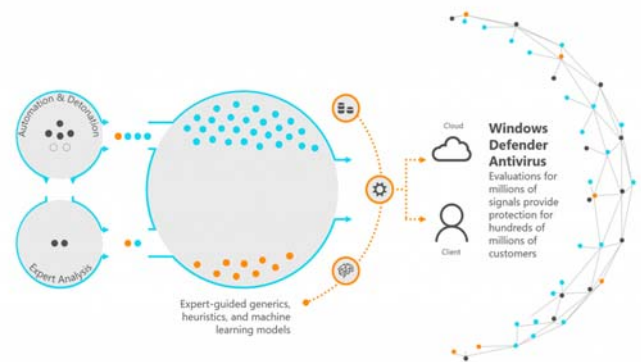 Automation & Detonation
Expert Analysis
Expert-guided generics,
heuristics, and machine
learning models
Cloud
Client
Windows
Defender
Antivirus
Evaluations for
millions of
signals provide
protection for
hundreds of
millions of
customers